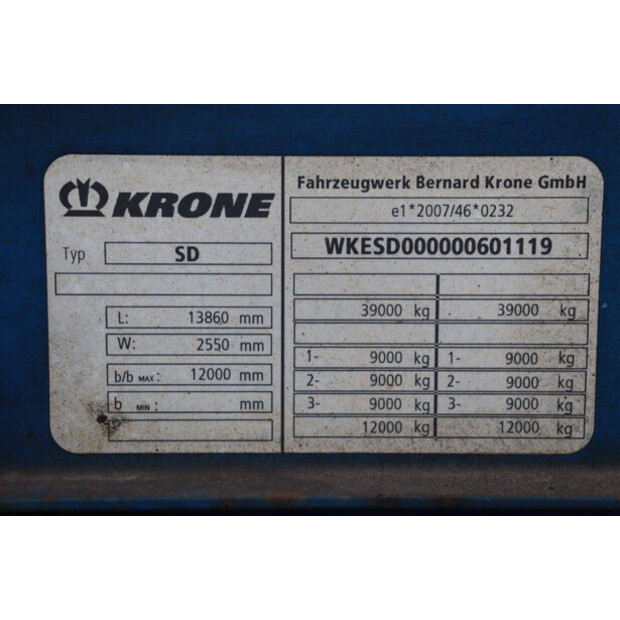 KRONE
Typ SD
L: 13860 mm
W: 2550 mm
b/b MAX: 12000 mm
b MIN: mm
Fahrzeugwerk Bernard Krone GmbH
e1*2007/46*0232
WKESD000000601119
39000 kg 39000 kg
1- 9000 kg 1- 9000 kg
2- 9000 kg 2- 9000 kg
3- 9000 kg 3- 9000 kg
12000 kg 12000 kg